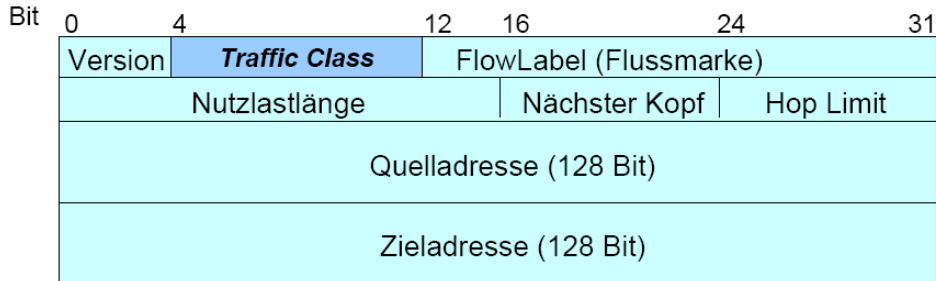 Bit 0 4 12 16 24 31
Version Traffic Class FlowLabel (Flussmarke)
Nutzlastlänge Nächster Kopf Hop Limit
Quelladresse (128 Bit)
Zieladresse (128 Bit)